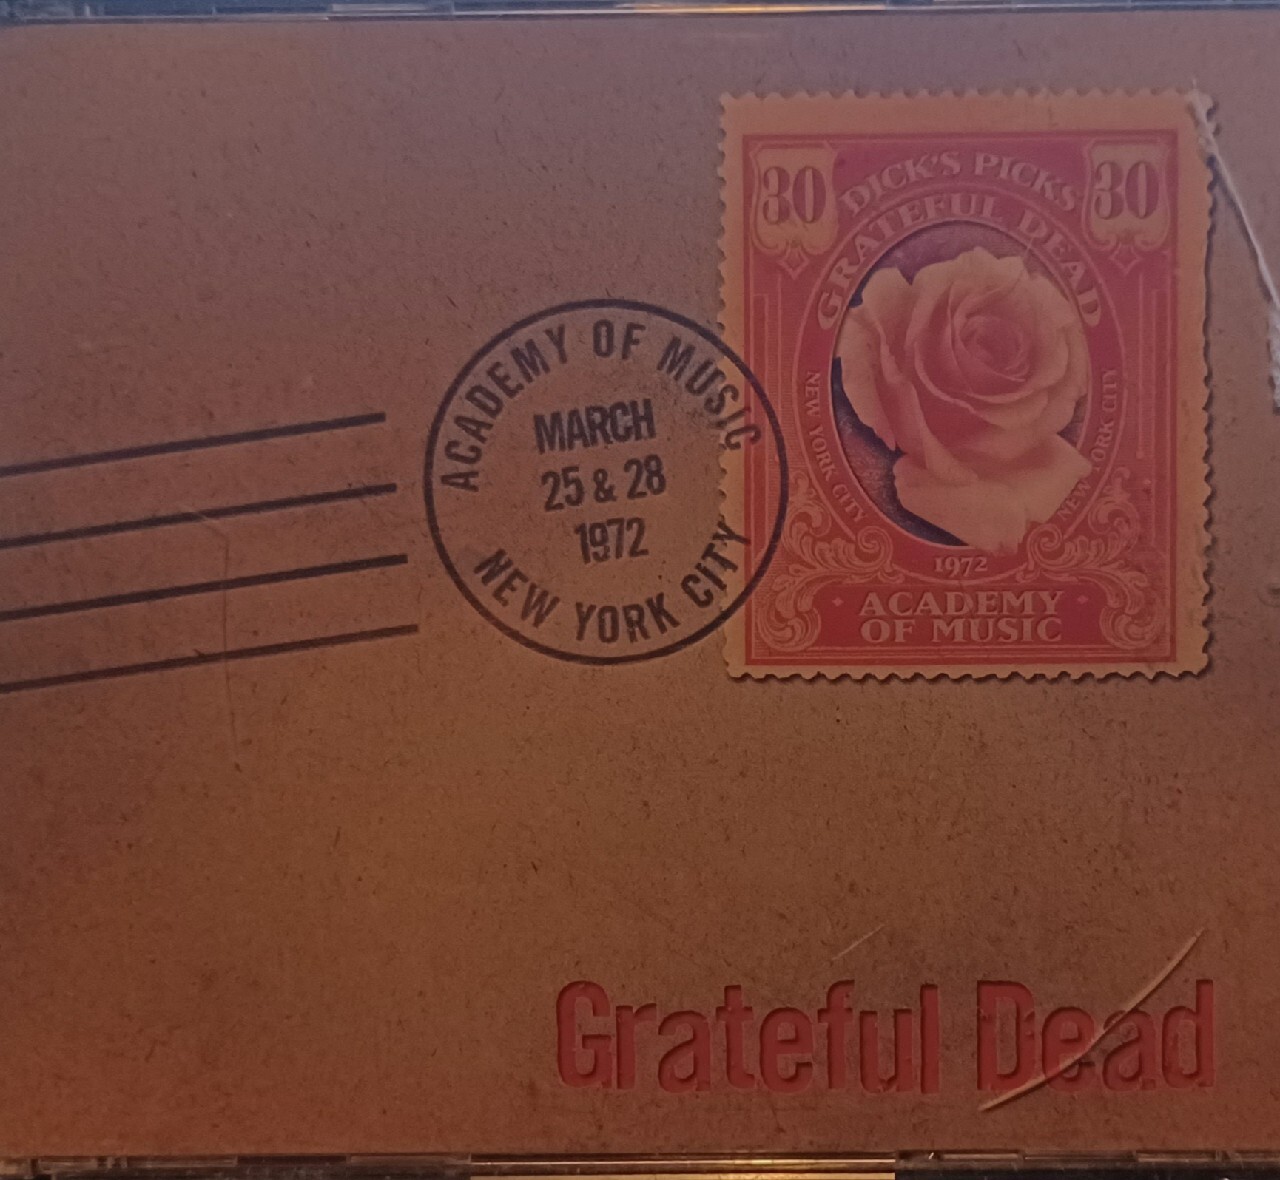 30
DICK'S PICKS
30
GRATEFUL DEAD
NEW YORK CITY
NEW YORK CITY
1972
ACADEMY
OF MUSIC
ACADEMY OF MUSIC
MARCH
25 & 28
1972
NEW YORK CITY
Grateful Dead